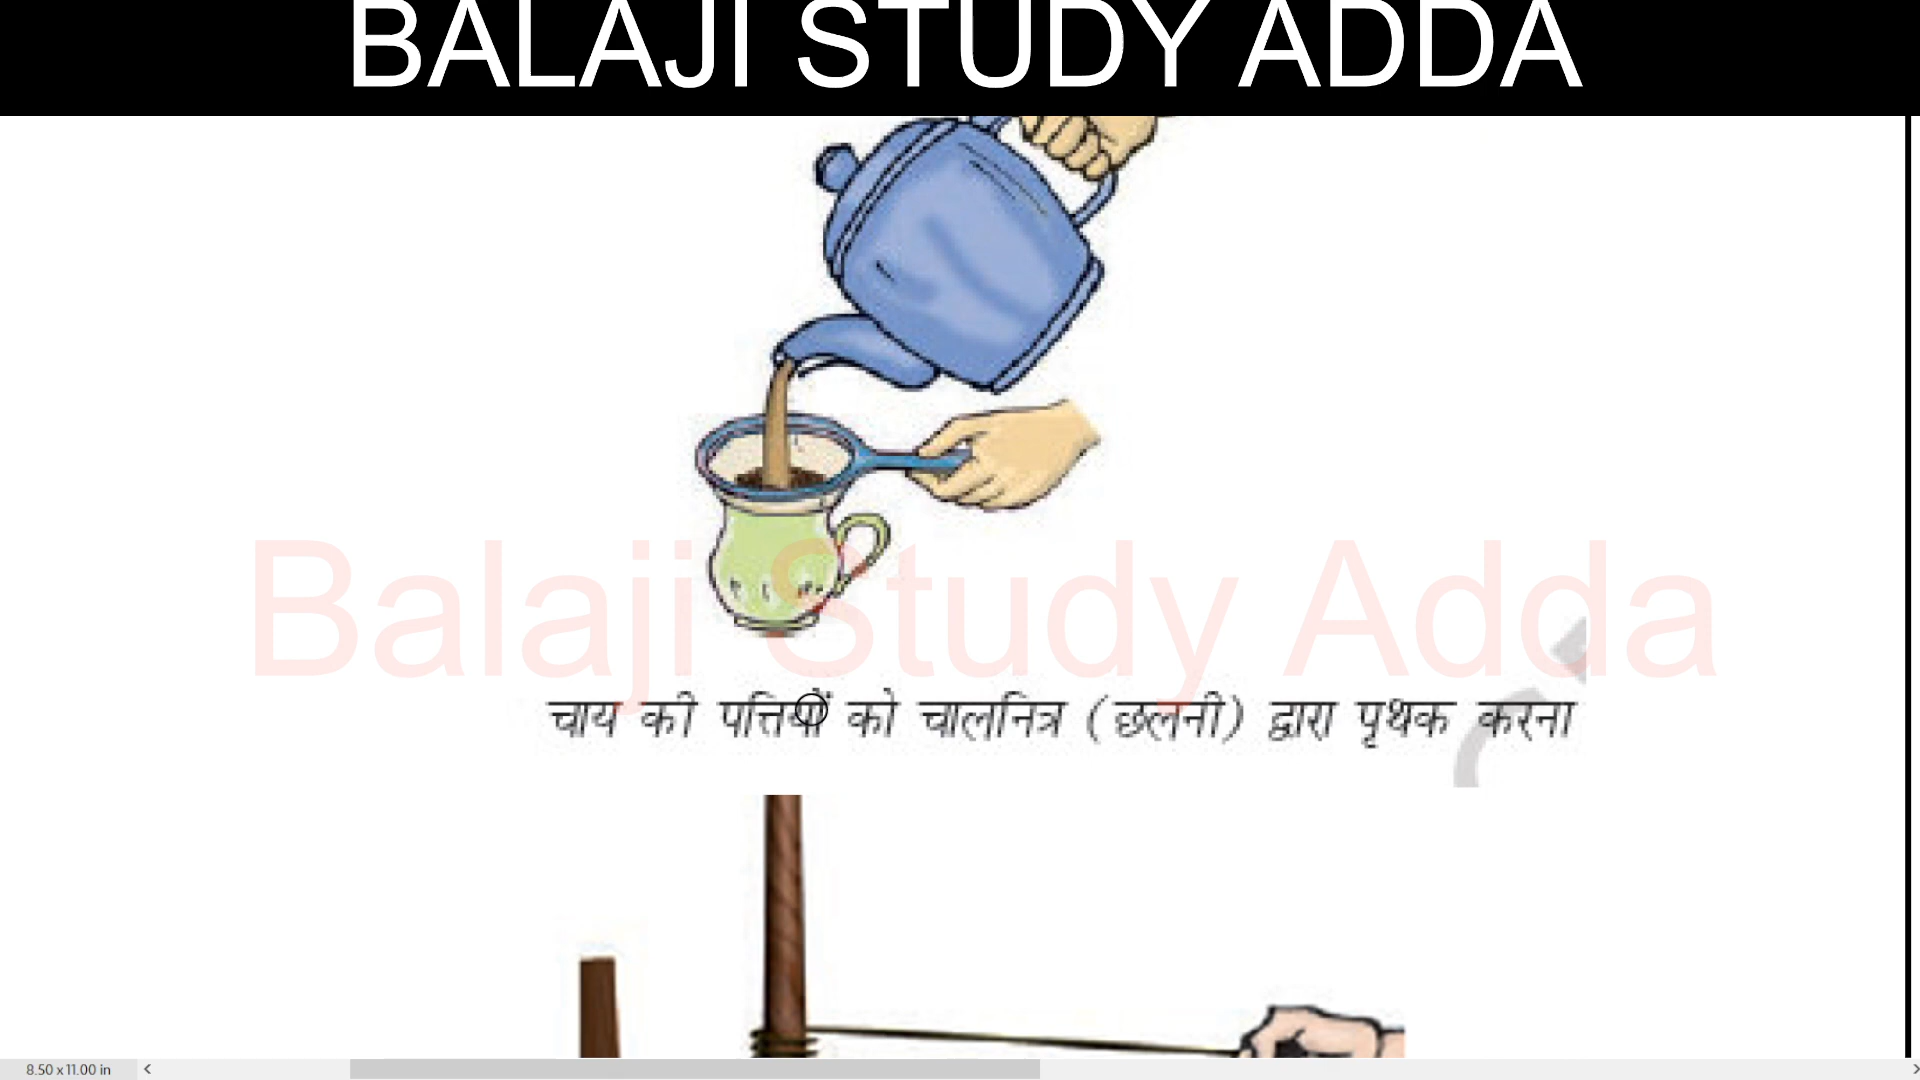 BALAJI STUDY ADDA
Balaji Study Adda
चाय की पत्तियों को चालनित्र (छलनी) द्वारा पृथक करना
8.50 x 11.00 in